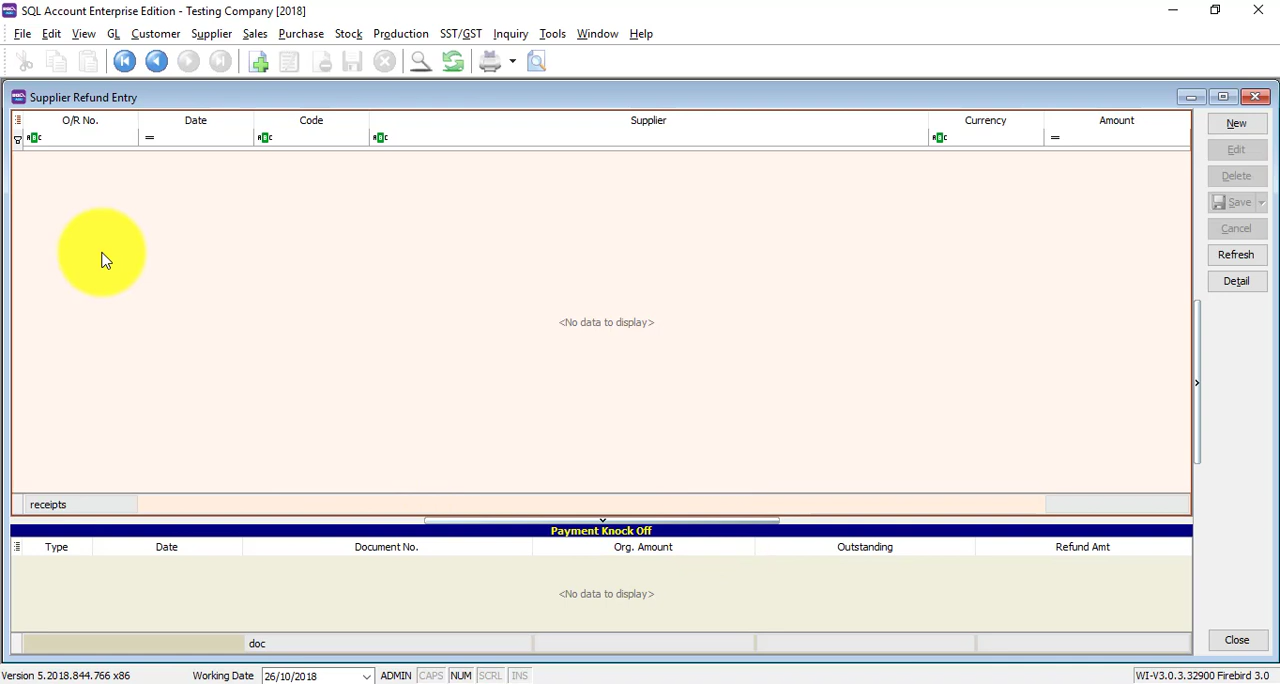 SQL Account Enterprise Edition - Testing Company [2018]
File Edit View GL Customer Supplier Sales Purchase Stock Production SST/GST Inquiry Tools Window Help
Supplier Refund Entry
O/R No. Date Code Supplier Currency Amount
ABC = ABC ABC ABC =
New
Edit
Delete
Save
Cancel
Refresh
Detail
<No data to display>
receipts
Payment Knock Off
Type Date Document No. Org. Amount Outstanding Refund Amt
<No data to display>
doc
Close
Version 5.2018.844.766 x86 Working Date 26/10/2018 ADMIN CAPS NUM SCRL INS WI-V3.0.3.32900 Firebird 3.0